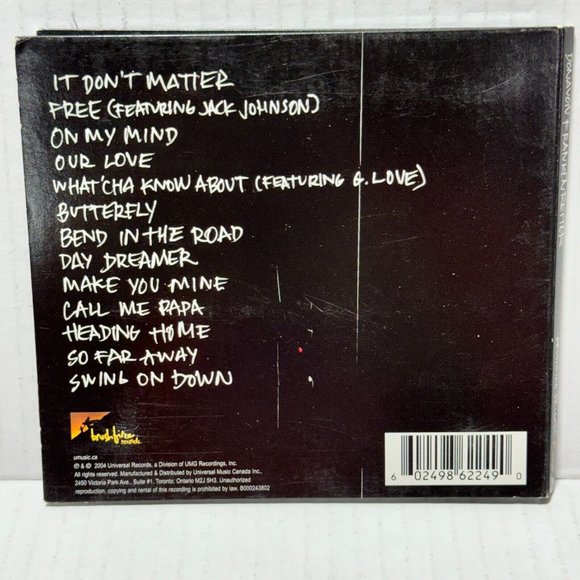 IT DON'T MATTER
FREE (FEATURING JACK JOHNSON)
ON MY MIND
OUR LOVE
WHAT'CHA KNOW ABOUT (FEATURING G. LOVE)
BUTTERFLY
BEND IN THE ROAD
DAY DREAMER
MAKE YOU MINE
CALL ME PAPA
HEADING HOME
SO FAR AWAY
SWING ON DOWN
brushfire
records
umusic.ca
℗ & © 2004 Universal Records, a Division of UMG Recordings, Inc.
All rights reserved. Manufactured & Distributed by Universal Music Canada Inc.,
2450 Victoria Park Ave., Suite #1, Toronto, Ontario M2J 5H3. Unauthorized
reproduction, copying and rental of this recording is prohibited by law. B000243602
6 02498 62249 0
DONAVON FRANKENREITER